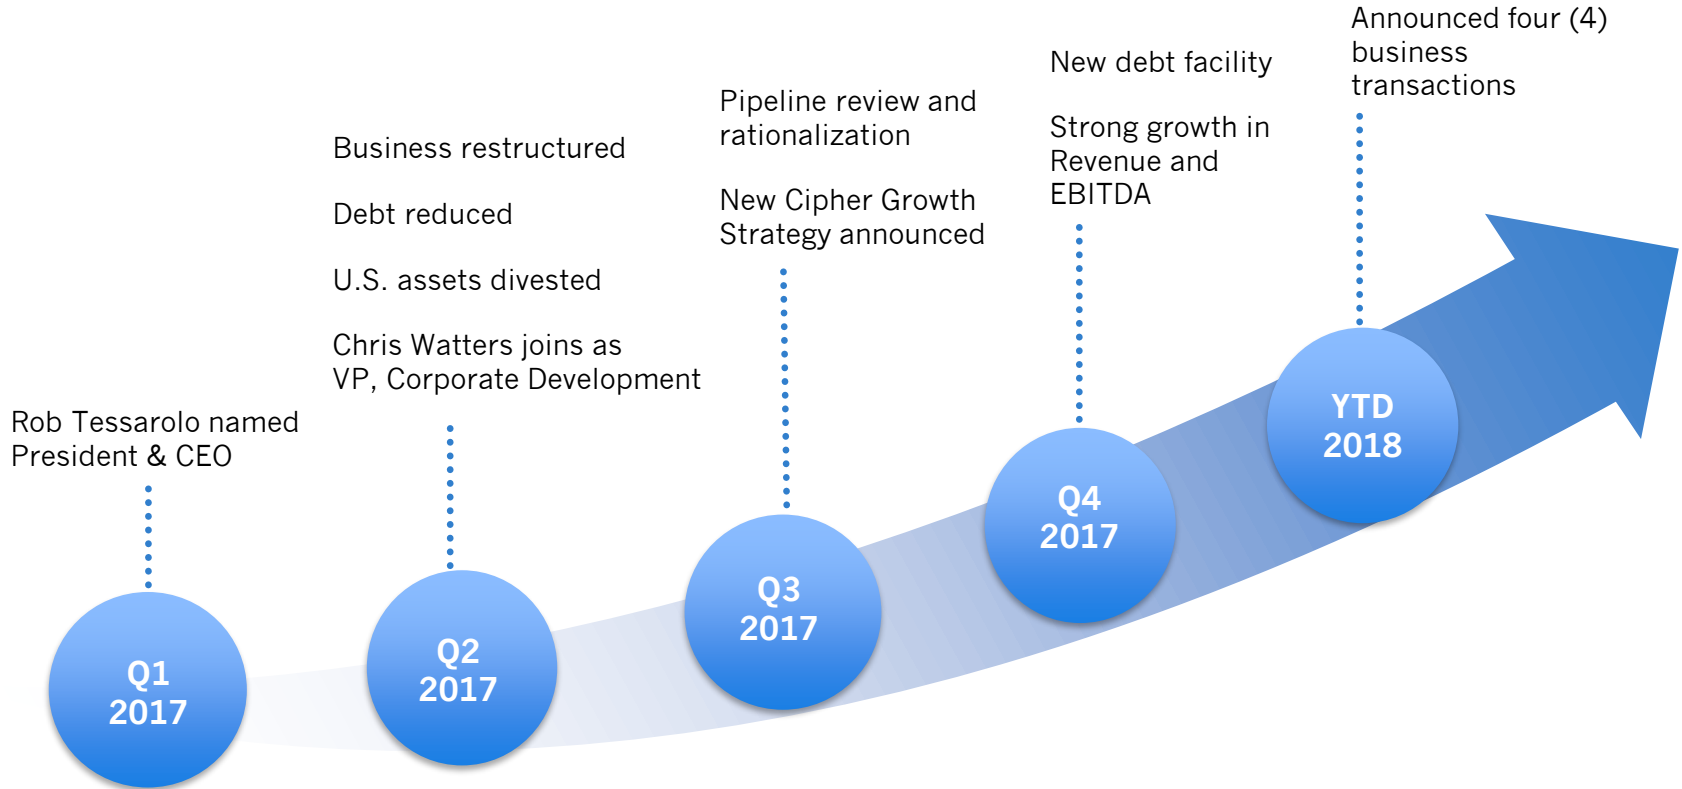 Rob Tessarolo named
President & CEO
Q1
2017
Business restructured
Debt reduced
U.S. assets divested
Chris Watters joins as
VP, Corporate Development
Q2
2017
Pipeline review and
rationalization
New Cipher Growth
Strategy announced
Q3
2017
New debt facility
Strong growth in
Revenue and
EBITDA
Q4
2017
Announced four (4)
business
transactions
YTD
2018